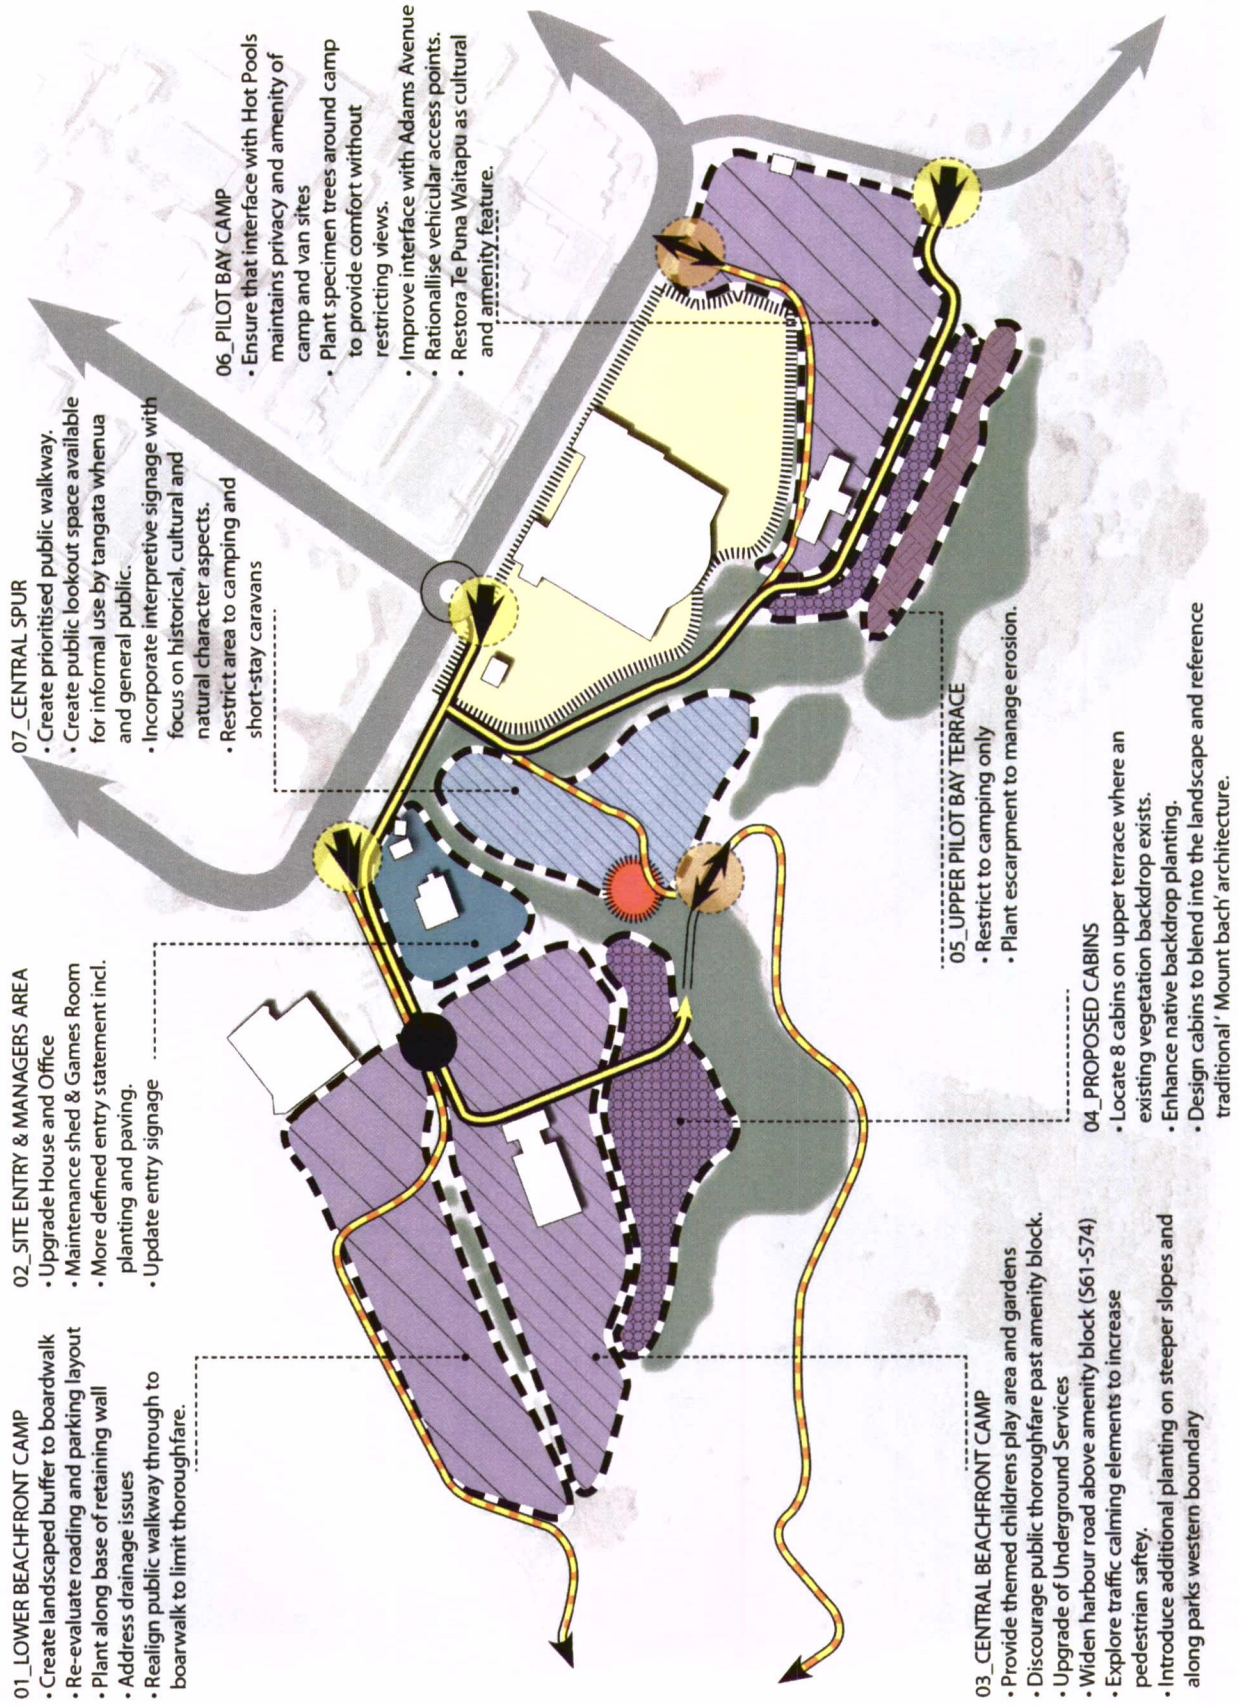 01_LOWER BEACHFRONT CAMP
• Create landscaped buffer to boardwalk
• Re-evaluate roading and parking layout
• Plant along base of retaining wall
• Address drainage issues
• Realign public walkway through to
boarwalk to limit thoroughfare.
02_SITE ENTRY & MANAGERS AREA
• Upgrade House and Office
• Maintenance shed & Games Room
• More defined entry statement incl.
planting and paving.
• Update entry signage
07_CENTRAL SPUR
• Create prioritised public walkway.
• Create public lookout space available
for informal use by tangata whenua
and general public.
• Incorporate interpretive signage with
focus on historical, cultural and
natural character aspects.
• Restrict area to camping and
short-stay caravans
06_PILOT BAY CAMP
• Ensure that interface with Hot Pools
maintains privacy and amenity of
camp and van sites
• Plant specimen trees around camp
to provide comfort without
restricting views.
• Improve interface with Adams Avenue
• Rationallise vehicular access points.
• Restora Te Puna Waitapu as cultural
and amenity feature.
03_CENTRAL BEACHFRONT CAMP
• Provide themed childrens play area and gardens
• Discourage public thoroughfare past amenity block.
• Upgrade of Underground Services
• Widen harbour road above amenity block (S61-S74)
• Explore traffic calming elements to increase
pedestrian saftey.
• Introduce additional planting on steeper slopes and
along parks western boundary
04_PROPOSED CABINS
• Locate 8 cabins on upper terrace where an
existing vegetation backdrop exists.
• Enhance native backdrop planting.
• Design cabins to blend into the landscape and reference
traditional ' Mount bach' architecture.
05_UPPER PILOT BAY TERRACE
• Restrict to camping only
• Plant escarpment to manage erosion.